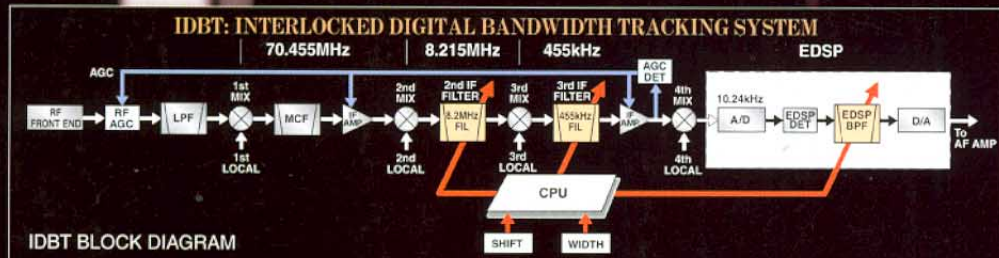 IDBT: INTERLOCKED DIGITAL BANDWIDTH TRACKING SYSTEM
70.455MHz 8.215MHz 455kHz EDSP
AGC
AGC DET
1st MIX
2nd MIX
2nd IF FILTER
3rd MIX
3rd IF FILTER
4th MIX
10.24kHz
RF FRONT END
RF AGC
LPF
MCF
IF AMP
8.2MHz FIL
455kHz FIL
IF AMP
A/D
EDSP DET
EDSP BPF
D/A
To AF AMP
1st LOCAL
2nd LOCAL
3rd LOCAL
4th LOCAL
CPU
SHIFT
WIDTH
IDBT BLOCK DIAGRAM